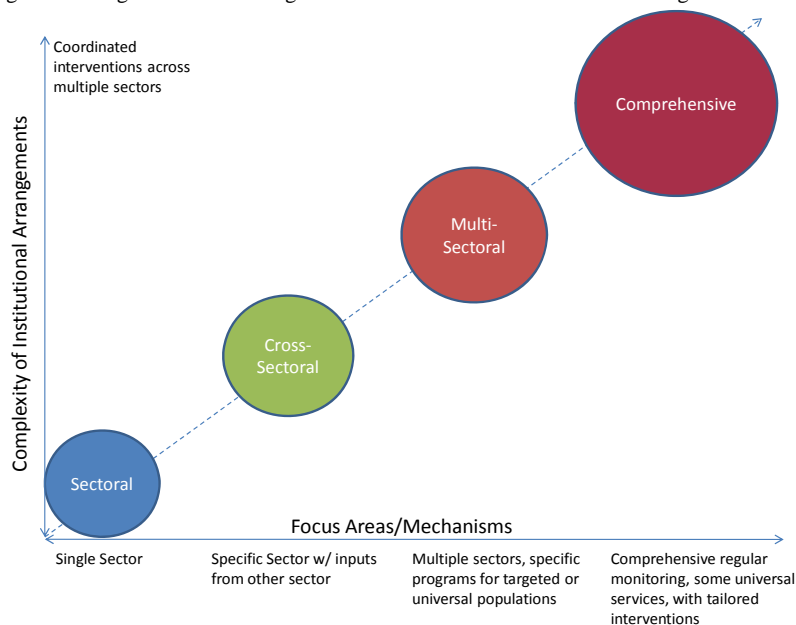 Coordinated
interventions across
multiple sectors
Comprehensive
Multi-
Sectoral
Cross-
Sectoral
Sectoral
Complexity of Institutional Arrangements
Focus Areas/Mechanisms
Single Sector
Specific Sector w/ inputs
from other sector
Multiple sectors, specific
programs for targeted or
universal populations
Comprehensive regular
monitoring, some universal
services, with tailored
interventions